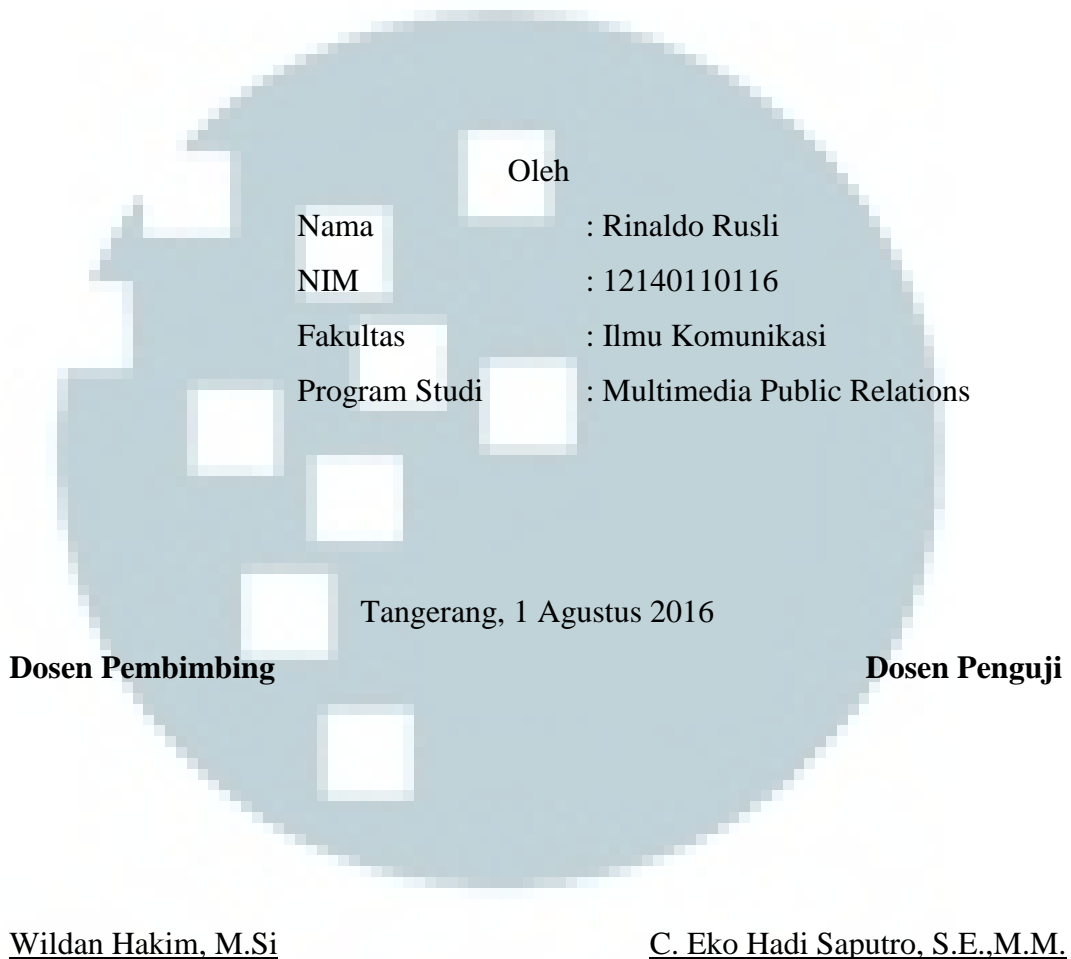 Oleh
Nama : Rinaldo Rusli
NIM : 12140110116
Fakultas : Ilmu Komunikasi
Program Studi : Multimedia Public Relations
Tangerang, 1 Agustus 2016
Dosen Pembimbing Dosen Penguji
Wildan Hakim, M.Si C. Eko Hadi Saputro, S.E.,M.M.